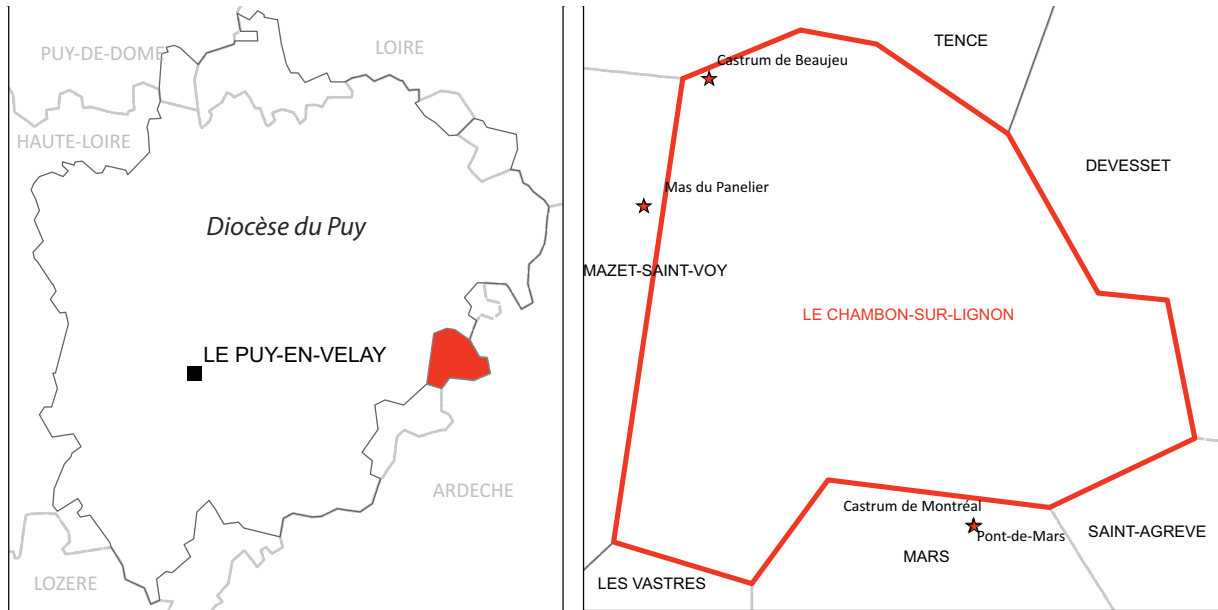 PUY-DE-DOME
LOIRE
HAUTE-LOIRE
Diocèse du Puy
LE PUY-EN-VELAY
ARDECHE
LOZERE
TENCE
Castrum de Beaujeu
DEVESSET
Mas du Panelier
MAZET-SAINT-VOY
LE CHAMBON-SUR-LIGNON
Castrum de Montréal
Pont-de-Mars
SAINT-AGREVE
MARS
LES VASTRES